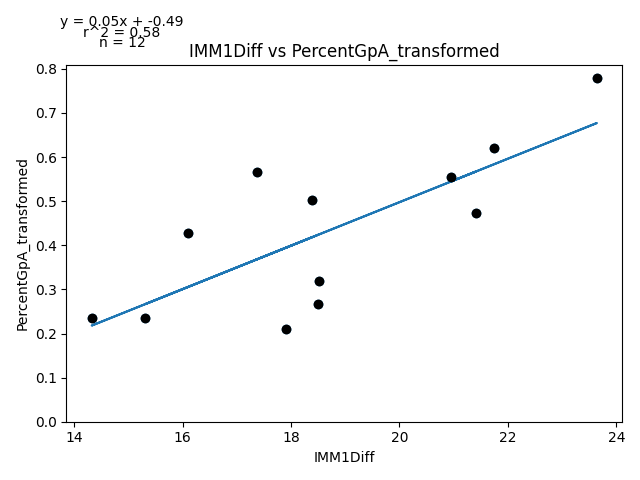 y = 0.05x + -0.49
r^2 = 0.58
n = 12
IMM1Diff vs PercentGpA_transformed
PercentGpA_transformed
0.8
0.7
0.6
0.5
0.4
0.3
0.2
0.1
0.0
14 16 18 20 22 24
IMM1Diff